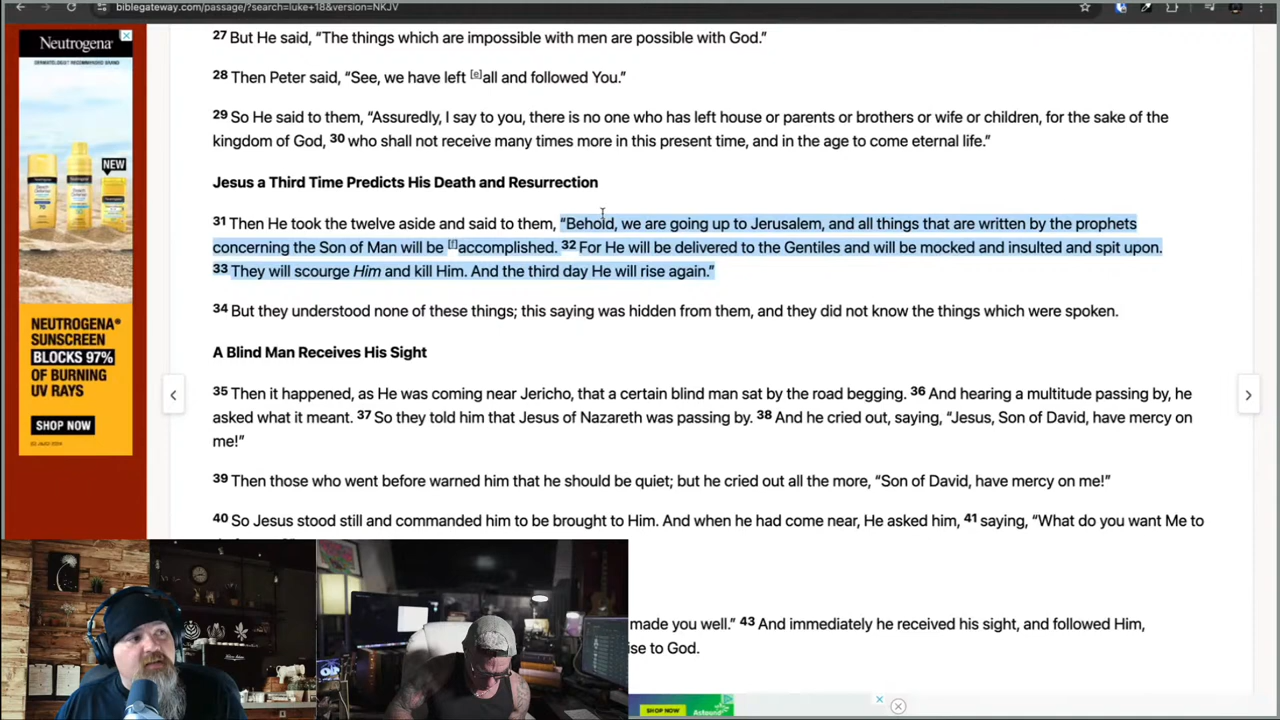 biblegateway.com/passage/?search=luke+18&version=NKJV
Neutrogena
DERMATOLOGIST RECOMMENDED BRAND
NEW
NEUTROGENA®
SUNSCREEN
BLOCKS 97%
OF BURNING
UV RAYS
SHOP NOW
27 But He said, “The things which are impossible with men are possible with God.”
28 Then Peter said, “See, we have left [e]all and followed You.”
29 So He said to them, “Assuredly, I say to you, there is no one who has left house or parents or brothers or wife or children, for the sake of the
kingdom of God, 30 who shall not receive many times more in this present time, and in the age to come eternal life.”
Jesus a Third Time Predicts His Death and Resurrection
31 Then He took the twelve aside and said to them, “Behold, we are going up to Jerusalem, and all things that are written by the prophets
concerning the Son of Man will be [f]accomplished. 32 For He will be delivered to the Gentiles and will be mocked and insulted and spit upon.
33 They will scourge Him and kill Him. And the third day He will rise again.”
34 But they understood none of these things; this saying was hidden from them, and they did not know the things which were spoken.
A Blind Man Receives His Sight
35 Then it happened, as He was coming near Jericho, that a certain blind man sat by the road begging. 36 And hearing a multitude passing by, he
asked what it meant. 37 So they told him that Jesus of Nazareth was passing by. 38 And he cried out, saying, “Jesus, Son of David, have mercy on
me!”
39 Then those who went before warned him that he should be quiet; but he cried out all the more, “Son of David, have mercy on me!”
40 So Jesus stood still and commanded him to be brought to Him. And when he had come near, He asked him, 41 saying, “What do you want Me to
made you well.” 43 And immediately he received his sight, and followed Him,
se to God.
SHOP NOW